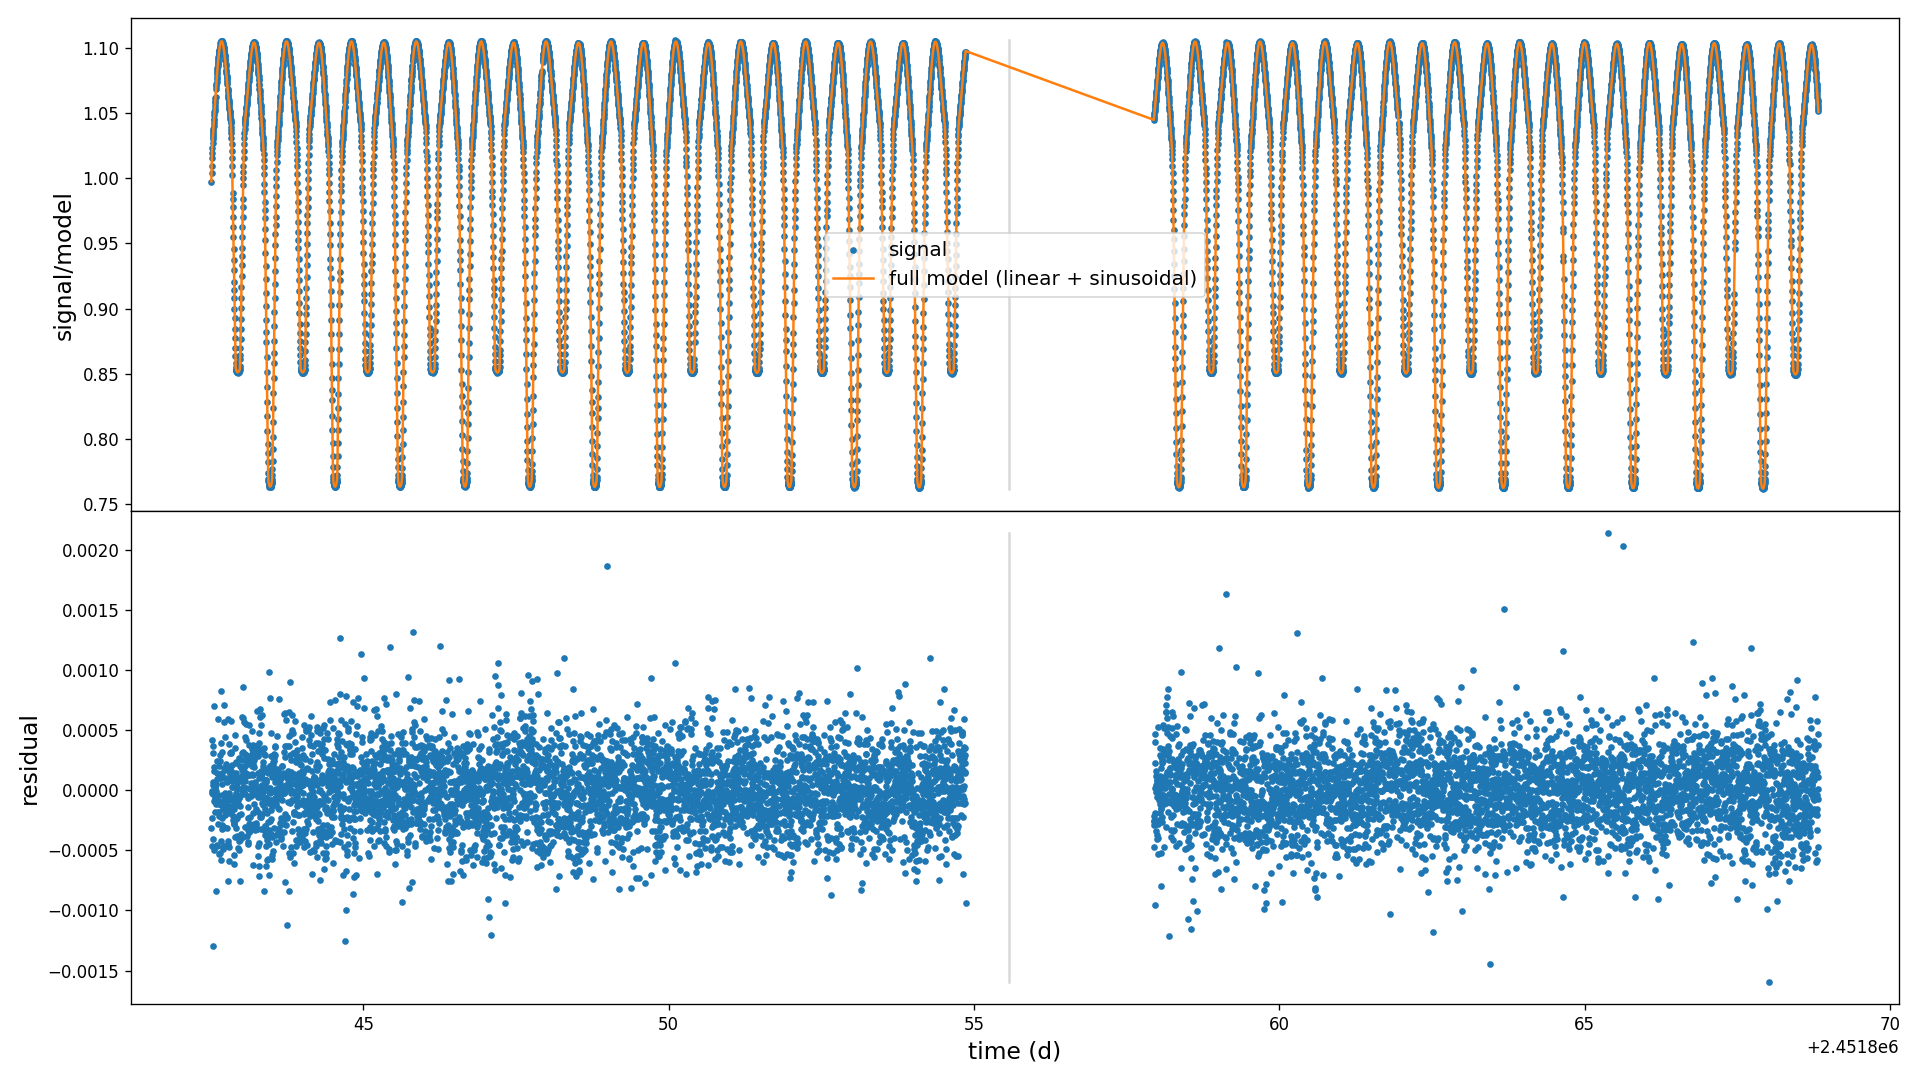 1.10
1.05
1.00
0.95
0.90
0.85
0.80
0.75
signal/model
signal
full model (linear + sinusoidal)
0.0020
0.0015
0.0010
0.0005
0.0000
−0.0005
−0.0010
−0.0015
residual
45 50 55 60 65 70
time (d)
+2.4518e6